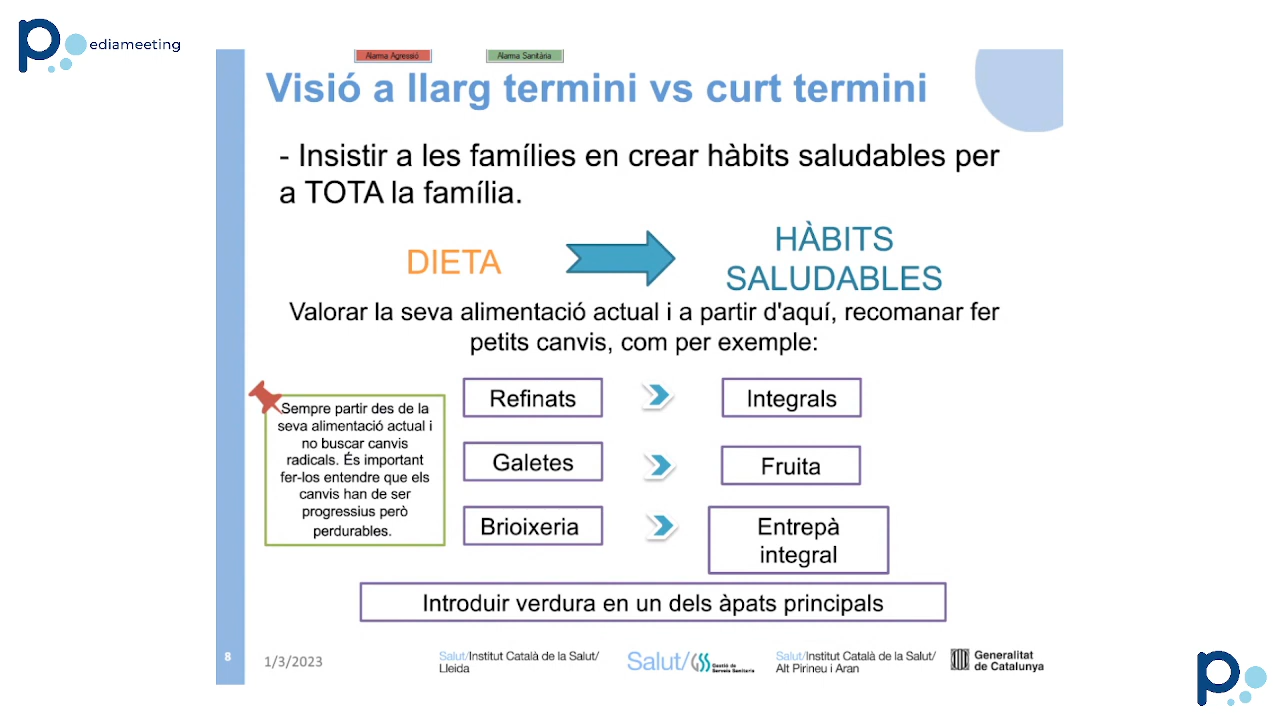 ediameeting
Alarma Agressió
Alarma Sanitària
Visió a llarg termini vs curt termini
- Insistir a les famílies en crear hàbits saludables per
a TOTA la família.
DIETA
HÀBITS
SALUDABLES
Valorar la seva alimentació actual i a partir d'aquí, recomanar fer
petits canvis, com per exemple:
Sempre partir des de la
seva alimentació actual i
no buscar canvis
radicals. És important
fer-los entendre que els
canvis han de ser
progressius però
perdurables.
Refinats
Integrals
Galetes
Fruita
Brioixeria
Entrepà
integral
Introduir verdura en un dels àpats principals
8
1/3/2023
Salut/Institut Català de la Salut/
Lleida
Salut/
Gestió de
Serveis Sanitaris
Salut/Institut Català de la Salut/
Alt Pirineu i Aran
Generalitat
de Catalunya